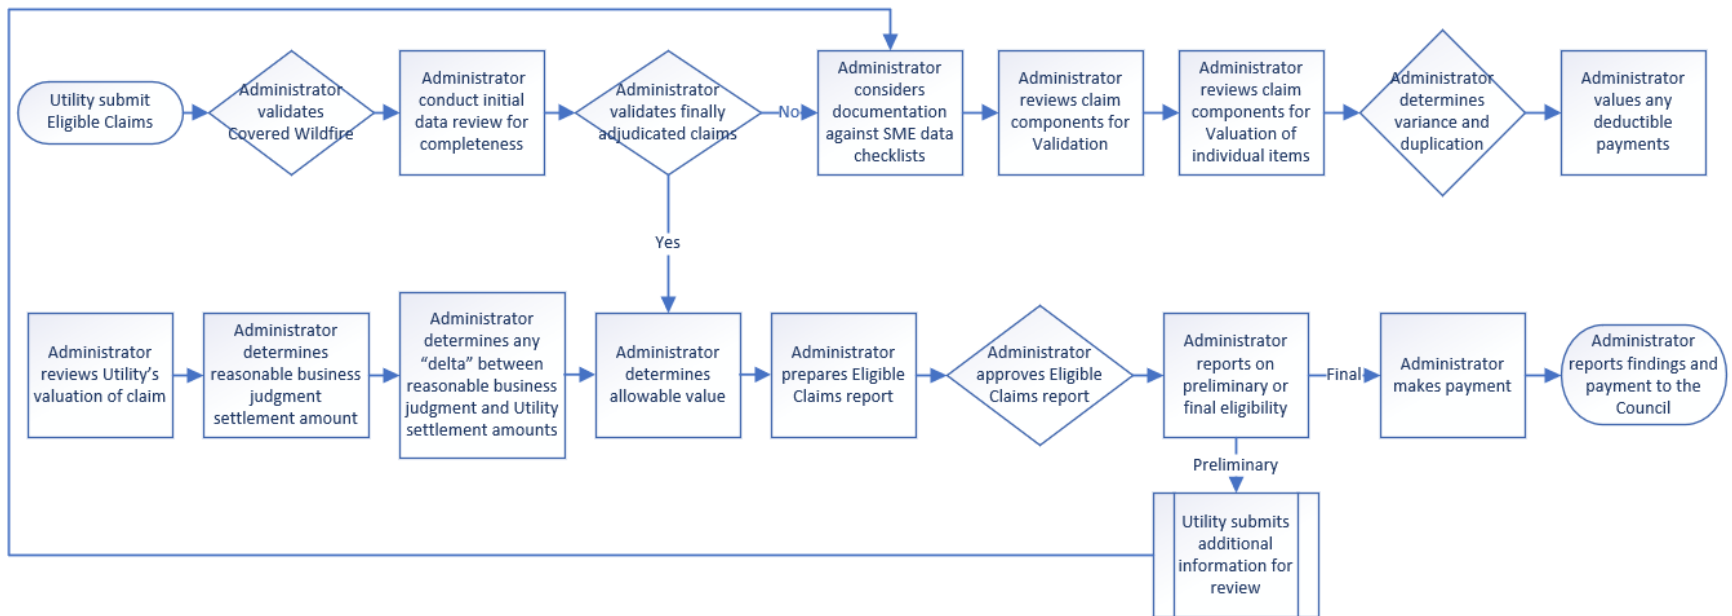 Utility submit
Eligible Claims
Administrator
validates
Covered Wildfire
Administrator
conduct initial
data review for
completeness
Administrator
validates finally
adjudicated claims
No
Administrator
considers
documentation
against SME data
checklists
Administrator
reviews claim
components for
Validation
Administrator
reviews claim
components for
Valuation of
individual items
Administrator
determines
variance and
duplication
Administrator
values any
deductible
payments
Yes
Administrator
reviews Utility’s
valuation of claim
Administrator
determines
reasonable business
judgment
settlement amount
Administrator
determines any
“delta” between
reasonable business
judgment and Utility
settlement amounts
Administrator
determines
allowable value
Administrator
prepares Eligible
Claims report
Administrator
approves Eligible
Claims report
Administrator
reports on
preliminary or
final eligibility
Final
Administrator
makes payment
Administrator
reports findings and
payment to the
Council
Preliminary
Utility submits
additional
information for
review